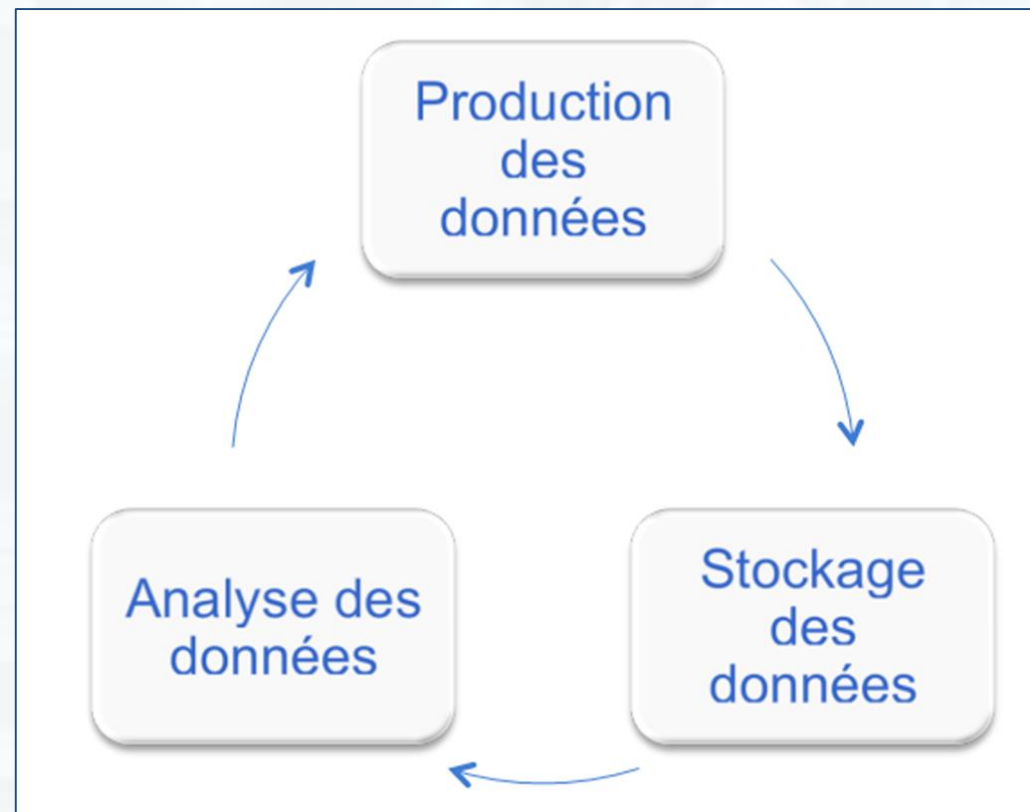 Production
des
données
Analyse des
données
Stockage
des
données